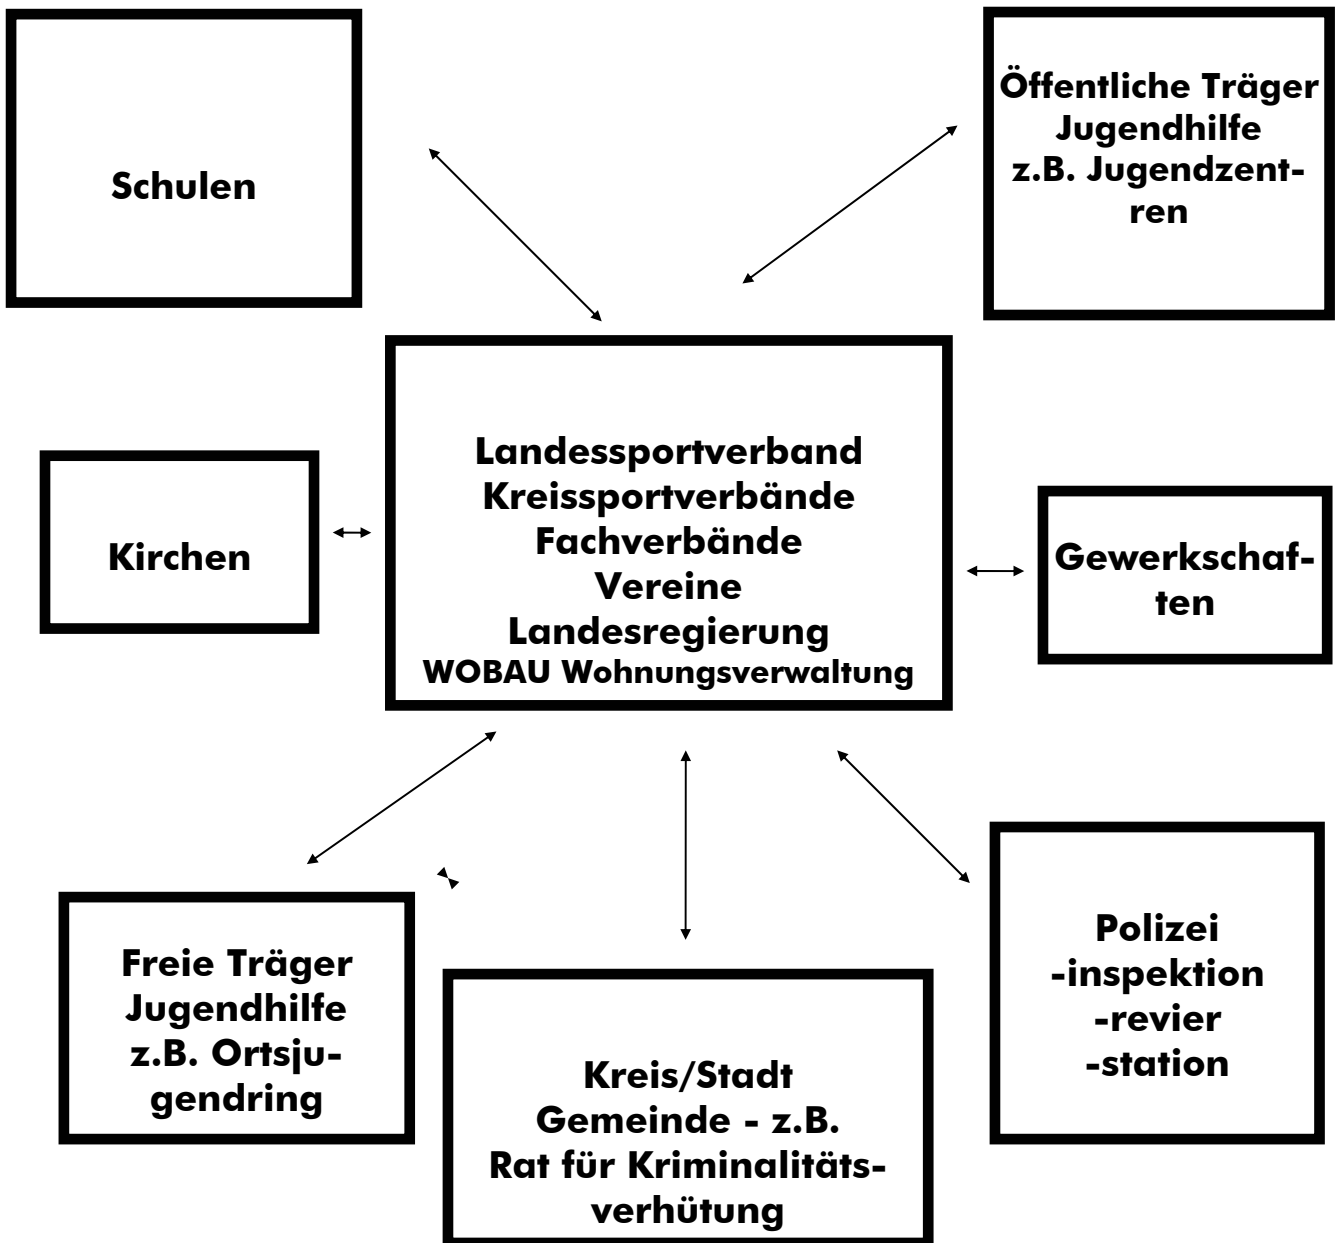 Schulen
Öffentliche Träger
Jugendhilfe
z.B. Jugendzent-
ren
Landessportverband
Kreissportverbände
Fachverbände
Vereine
Landesregierung
WOBAU Wohnungsverwaltung
Kirchen
Gewerkschaf-
ten
Freie Träger
Jugendhilfe
z.B. Ortsju-
gendring
Kreis/Stadt
Gemeinde - z.B.
Rat für Kriminalitäts-
verhütung
Polizei
-inspektion
-revier
-station